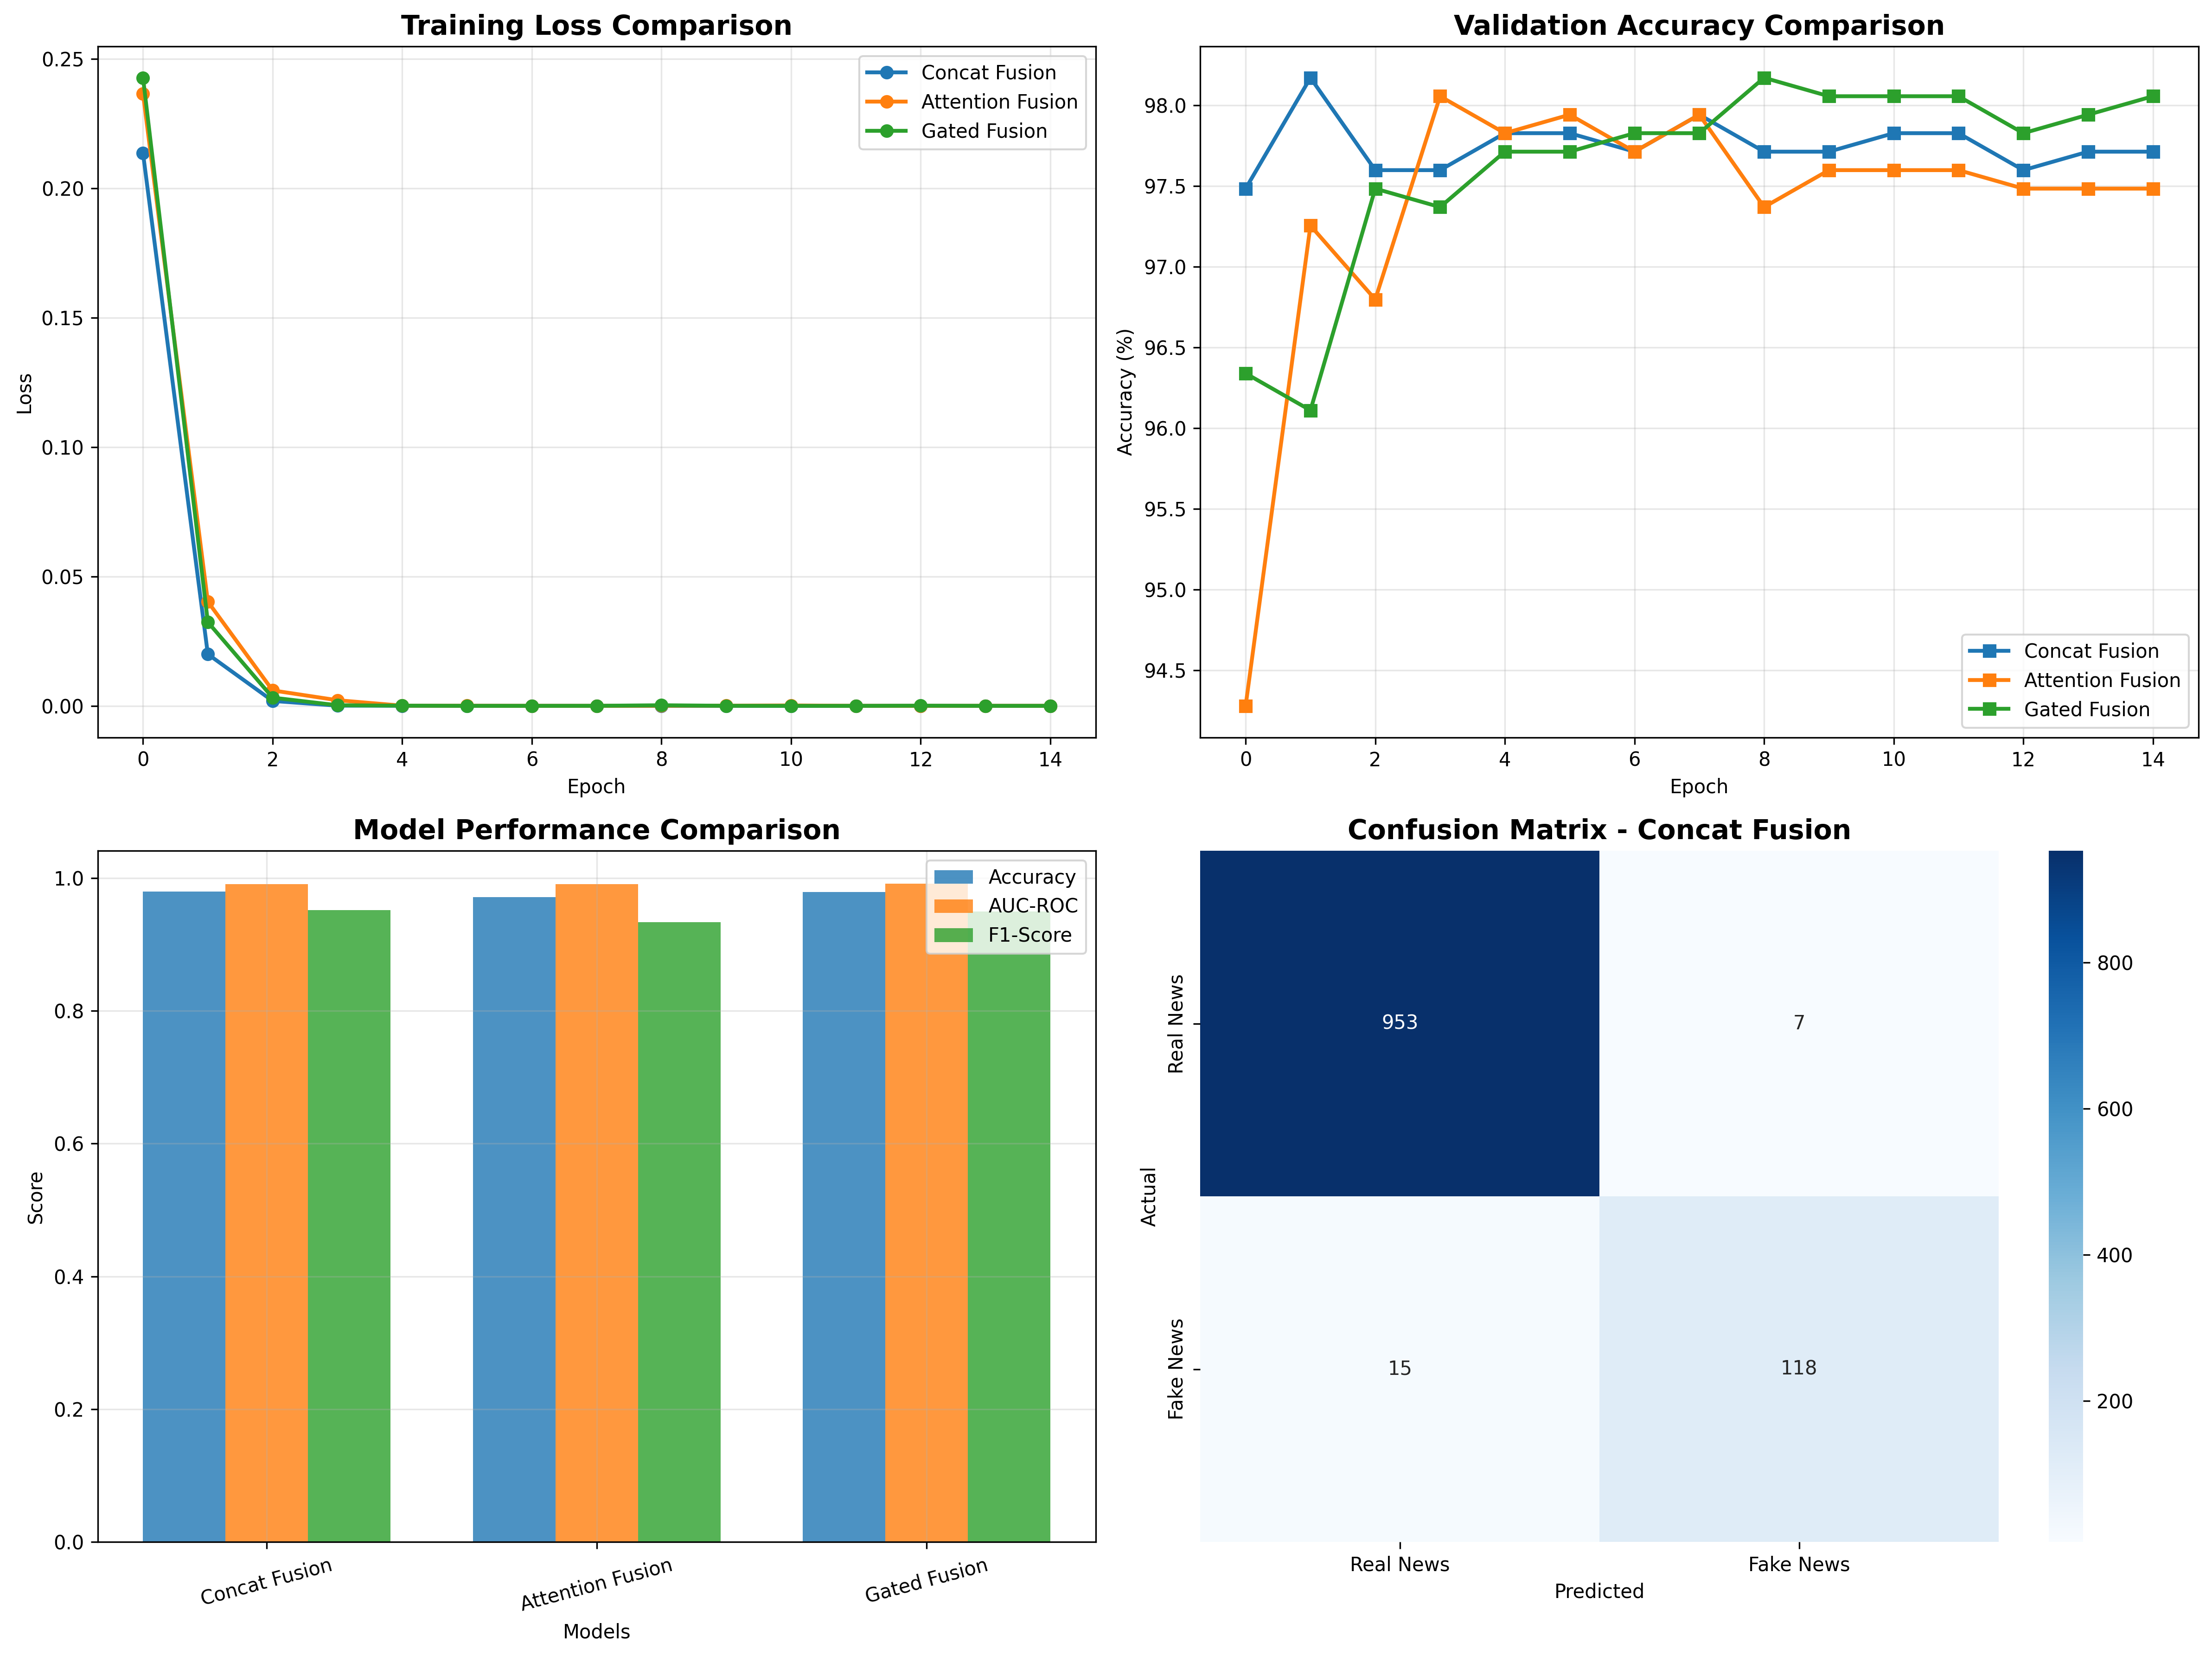 Training Loss Comparison
0.25
0.20
0.15
0.10
0.05
0.00
Loss
0 2 4 6 8 10 12 14
Epoch
Concat Fusion
Attention Fusion
Gated Fusion
Validation Accuracy Comparison
98.0
97.5
97.0
96.5
96.0
95.5
95.0
94.5
Accuracy (%)
0 2 4 6 8 10 12 14
Epoch
Concat Fusion
Attention Fusion
Gated Fusion
Model Performance Comparison
1.0
0.8
0.6
0.4
0.2
0.0
Score
Accuracy
AUC-ROC
F1-Score
Concat Fusion
Attention Fusion
Gated Fusion
Models
Confusion Matrix - Concat Fusion
Real News
Fake News
Actual
953 7
15 118
Real News Fake News
Predicted
800
600
400
200